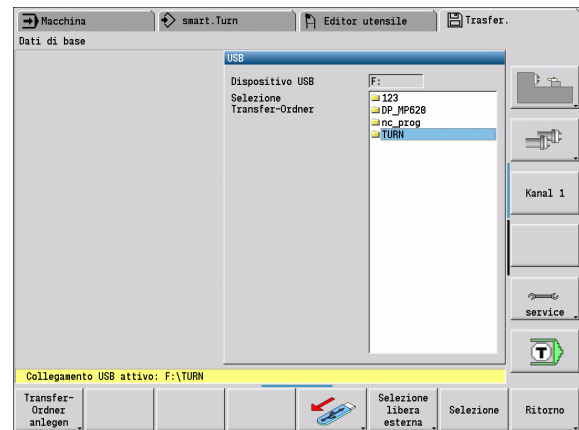 Macchina
smart.Turn
Editor utensile
Trasfer.
Dati di base
USB
Dispositivo USB
F:
Selezione
Transfer-Ordner
123
DP_MP620
nc_prog
TURN
Kanal 1
service
T
Collegamento USB attivo: F:\TURN
Transfer-
Ordner
anlegen
Selezione
libera
esterna
Selezione
Ritorno